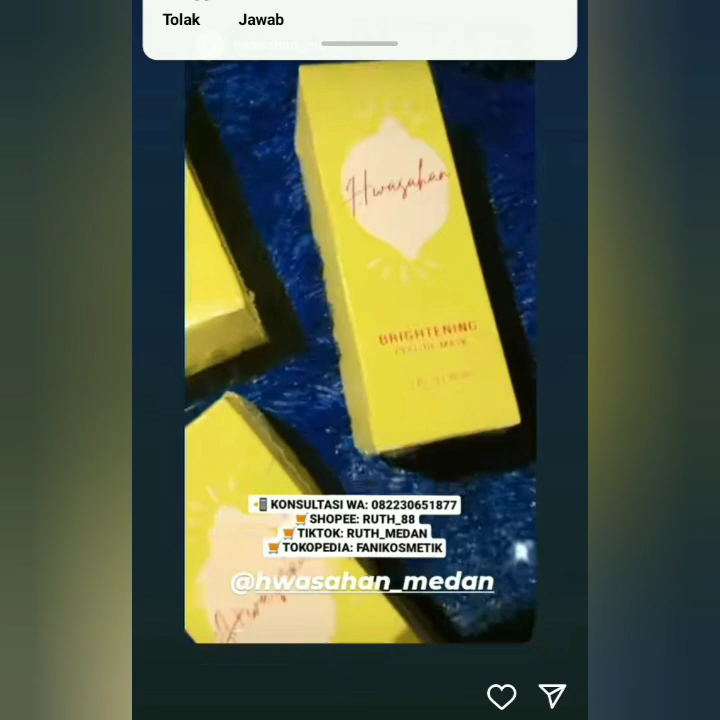 Tolak Jawab
Hwasahan
BRIGHTENING
📲 KONSULTASI WA: 082230651877
🛒 SHOPEE: RUTH_88
🛒 TIKTOK: RUTH_MEDAN
🛒 TOKOPEDIA: FANIKOSMETIK
@hwasahan_medan